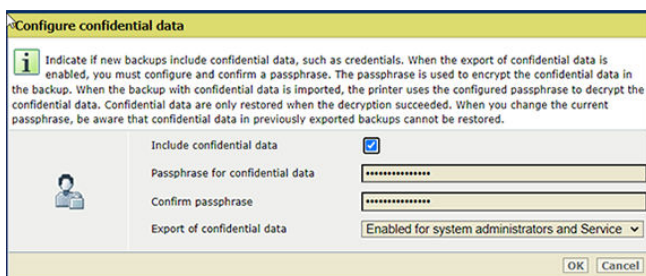 Configure confidential data
i Indicate if new backups include confidential data, such as credentials. When the export of confidential data is
enabled, you must configure and confirm a passphrase. The passphrase is used to encrypt the confidential data in
the backup. When the backup with confidential data is imported, the printer uses the configured passphrase to decrypt the
confidential data. Confidential data are only restored when the decryption succeeded. When you change the current
passphrase, be aware that confidential data in previously exported backups cannot be restored.
Include confidential data
Passphrase for confidential data •••••••••••••••
Confirm passphrase •••••••••••••••
Export of confidential data Enabled for system administrators and Service
OK Cancel